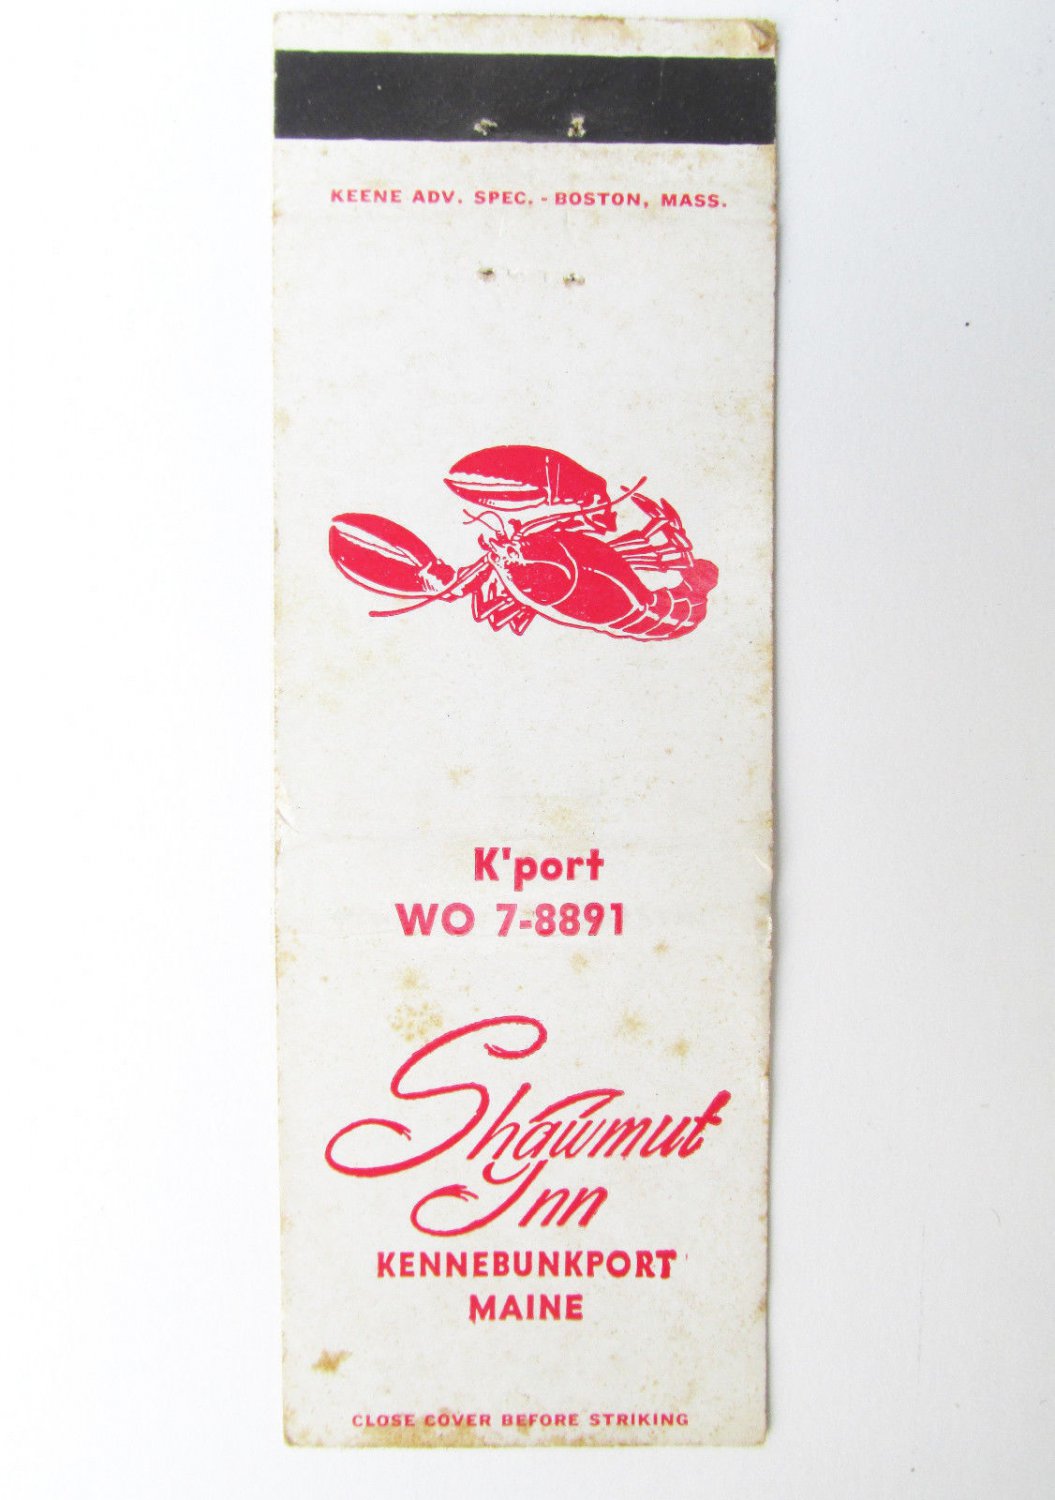 KEENE ADV. SPEC. - BOSTON, MASS.
K'port
WO 7-8891
Shawmut
Inn
KENNEBUNKPORT
MAINE
CLOSE COVER BEFORE STRIKING